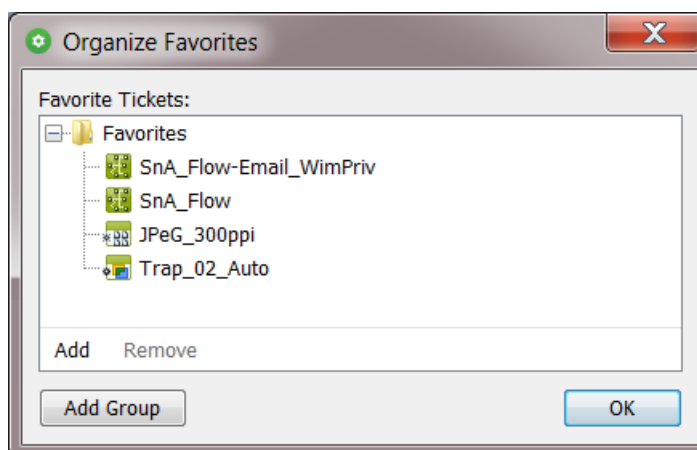 Organize Favorites
Favorite Tickets:
Favorites
SnA_Flow-Email_WimPriv
SnA_Flow
JPeG_300ppi
Trap_02_Auto
Add Remove
Add Group OK